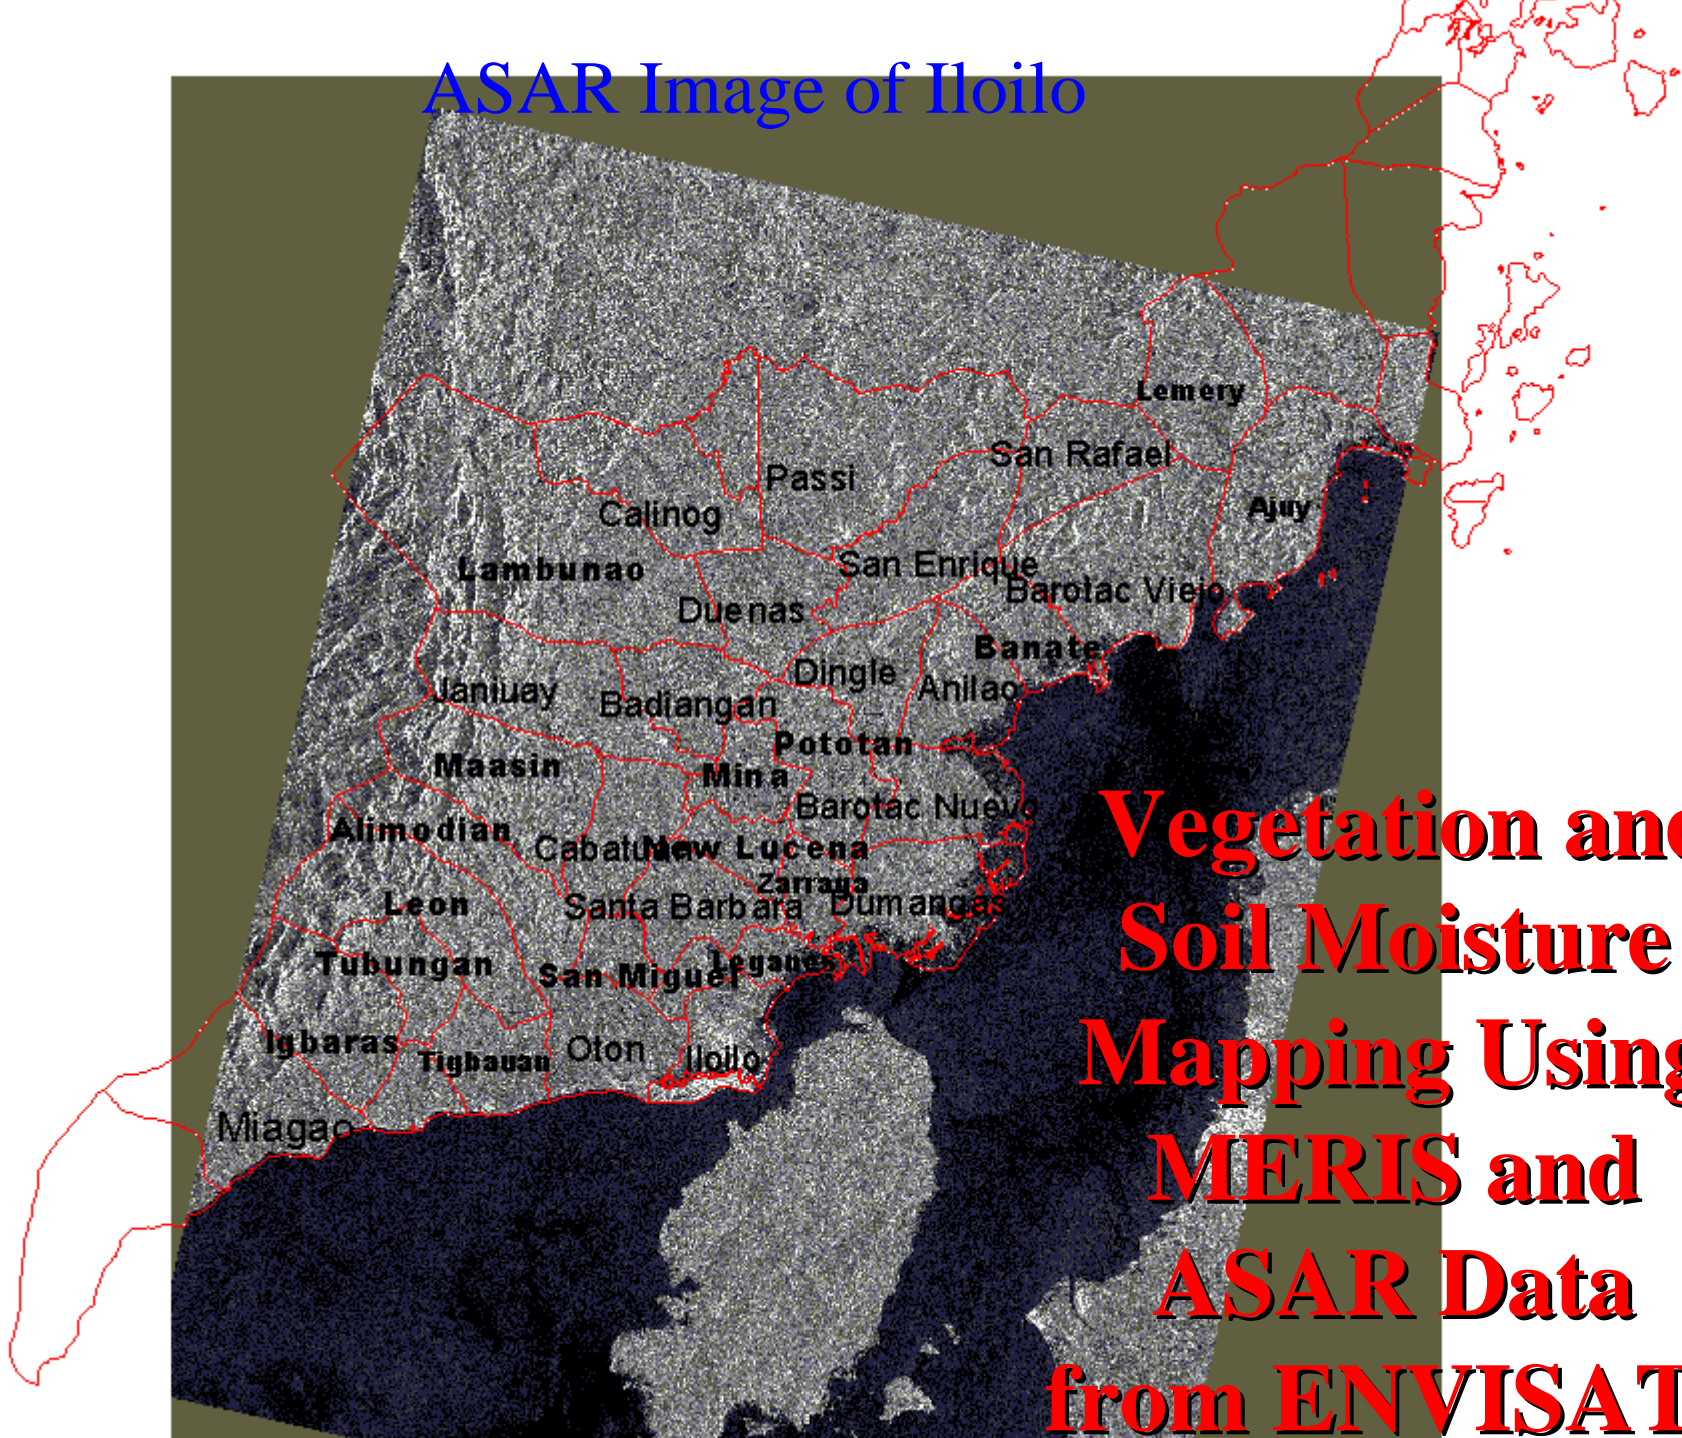 ASAR Image of Iloilo
Lemery
San Rafael
Passi
Ajuy
Calinog
San Enrique
Lambunao
Barotac Viejo
Duenas
Banate
Dingle
Anilao
Janiuay
Badiangan
Pototan
Maasin
Mina
Barotac Nuevo
Alimodian
Cabatuan
New Lucena
Zarraga
Leon
Santa Barbara
Dumangas
Tubungan
San Miguel
Leganes
Igbaras
Tigbauan
Oton
Iloilo
Miagao
Vegetation and
Soil Moisture
Mapping Using
MERIS and
ASAR Data
from ENVISAT